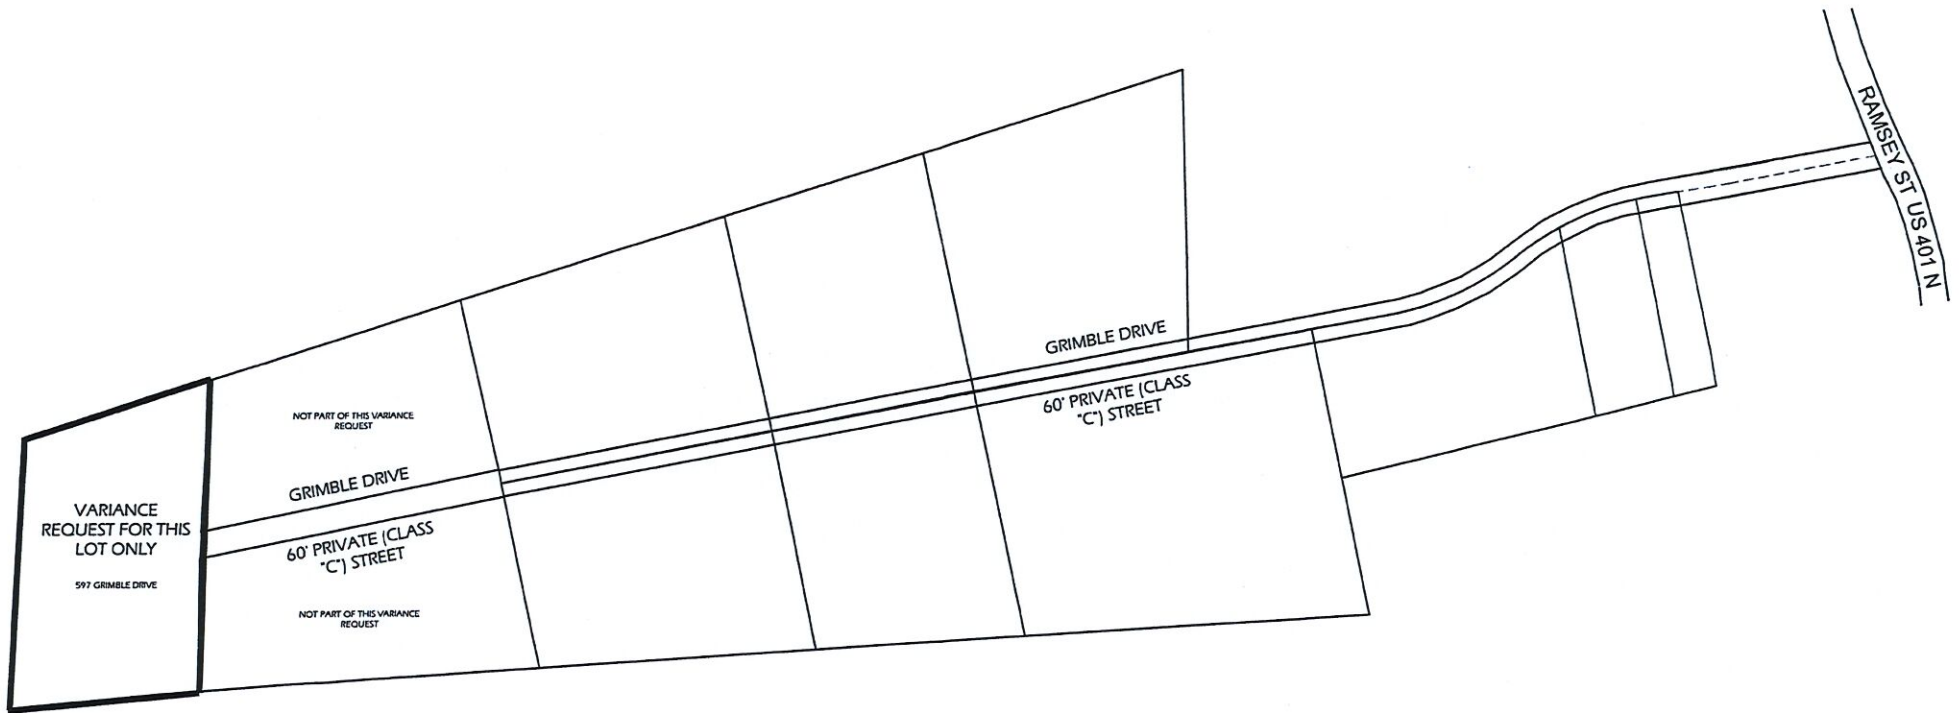 RAMSEY ST US 401 N
GRIMBLE DRIVE
60' PRIVATE (CLASS
"C") STREET
NOT PART OF THIS VARIANCE
REQUEST
GRIMBLE DRIVE
60' PRIVATE (CLASS
"C") STREET
VARIANCE
REQUEST FOR THIS
LOT ONLY
597 GRIMBLE DRIVE
NOT PART OF THIS VARIANCE
REQUEST